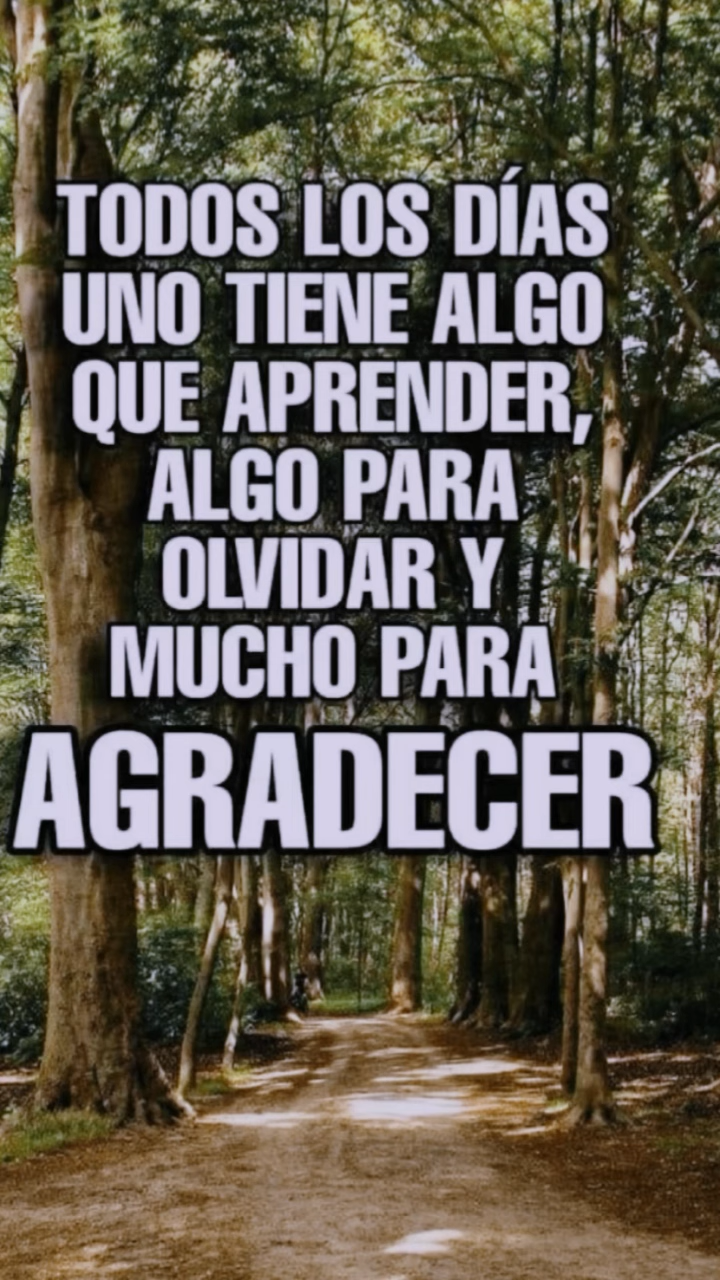 TODOS LOS DÍAS
UNO TIENE ALGO
QUE APRENDER,
ALGO PARA
OLVIDAR Y
MUCHO PARA
AGRADECER